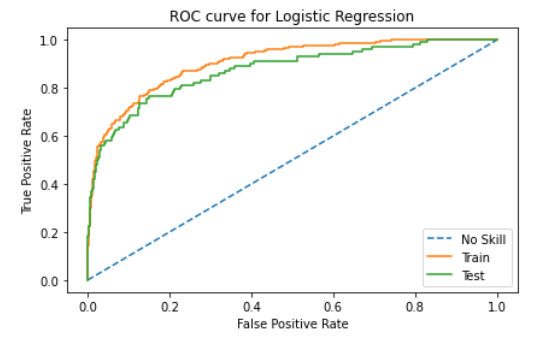 ROC curve for Logistic Regression
1.0
0.8
0.6
0.4
0.2
0.0
True Positive Rate
No Skill
Train
Test
0.0 0.2 0.4 0.6 0.8 1.0
False Positive Rate